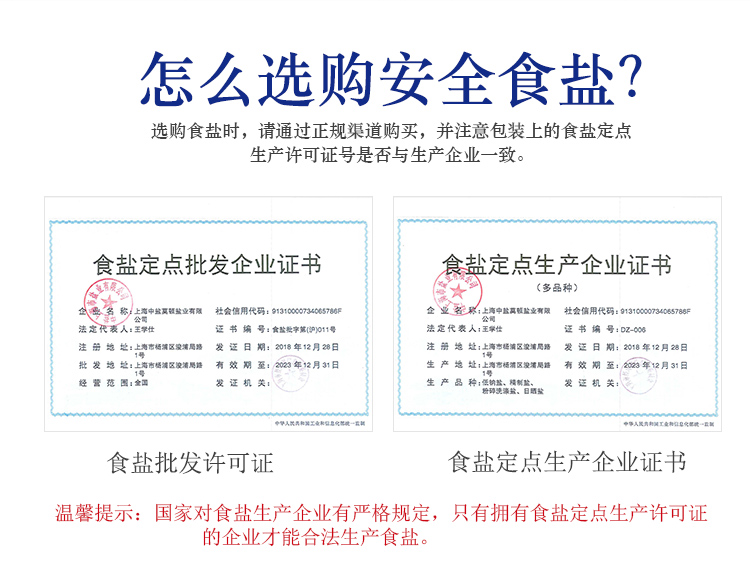 怎么选购安全食盐?
选购食盐时，请通过正规渠道购买，并注意包装上的食盐定点
生产许可证号是否与生产企业一致。
食盐定点批发企业证书
企业名称：上海中盐莫顿盐业有限
公司
法定代表人：王学仕
注册地址：上海市杨浦区浚浦局路
1号
批发地址：上海市杨浦区浚浦局路
1号
经营范围：全国
社会信用代码：91310000734065786F
证书编号：食盐批字第(沪)011号
发证日期：2018年12月28日
有效期至：2023年12月31日
发证机关：
中华人民共和国工业和信息化部统一监制
食盐定点生产企业证书
（多品种）
企业名称：上海中盐莫顿盐业有限
公司
法定代表人：王学仕
注册地址：上海市杨浦区浚浦局路
1号
生产地址：上海市杨浦区浚浦局路
1号
生产品种：低钠盐、精制盐、
粉碎洗涤盐、日晒盐
社会信用代码：91310000734065786F
证书编号：DZ-006
发证日期：2018年12月28日
有效期至：2023年12月31日
发证机关：
中华人民共和国工业和信息化部统一监制
食盐批发许可证
食盐定点生产企业证书
温馨提示：国家对食盐生产企业有严格规定，只有拥有食盐定点生产许可证
的企业才能合法生产食盐。